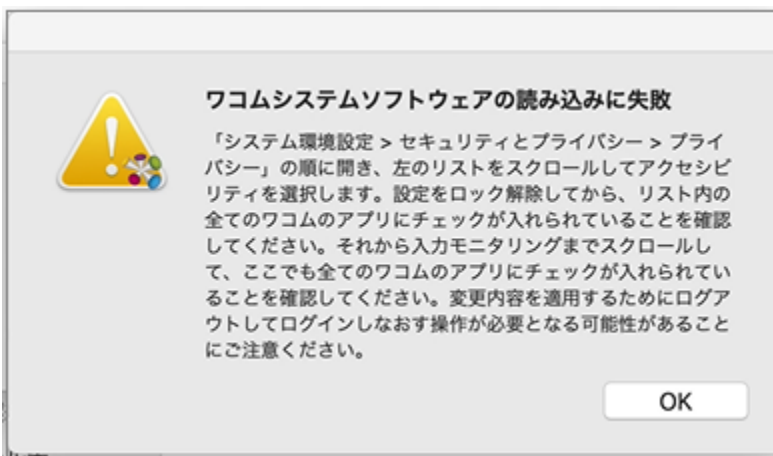 ワコムシステムソフトウェアの読み込みに失敗
「システム環境設定 > セキュリティとプライバシー > プライ
バシー」の順に開き、左のリストをスクロールしてアクセシビ
リティを選択します。設定をロック解除してから、リスト内の
全てのワコムのアプリにチェックが入れられていることを確認
してください。それから入力モニタリングまでスクロールし
て、ここでも全てのワコムのアプリにチェックが入れられてい
ることを確認してください。変更内容を適用するためにログア
ウトしてログインしなおす操作が必要となる可能性があること
にご注意ください。
OK